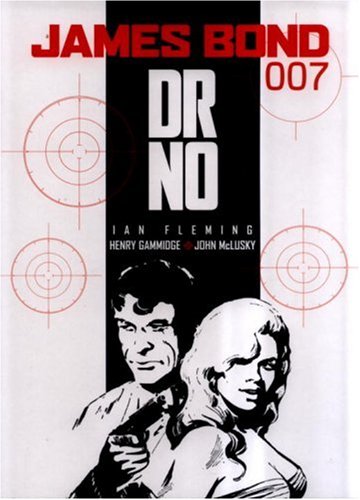 JAMES BOND
007
DR
NO
IAN FLEMING
HENRY GAMMIDGE JOHN McLUSKY